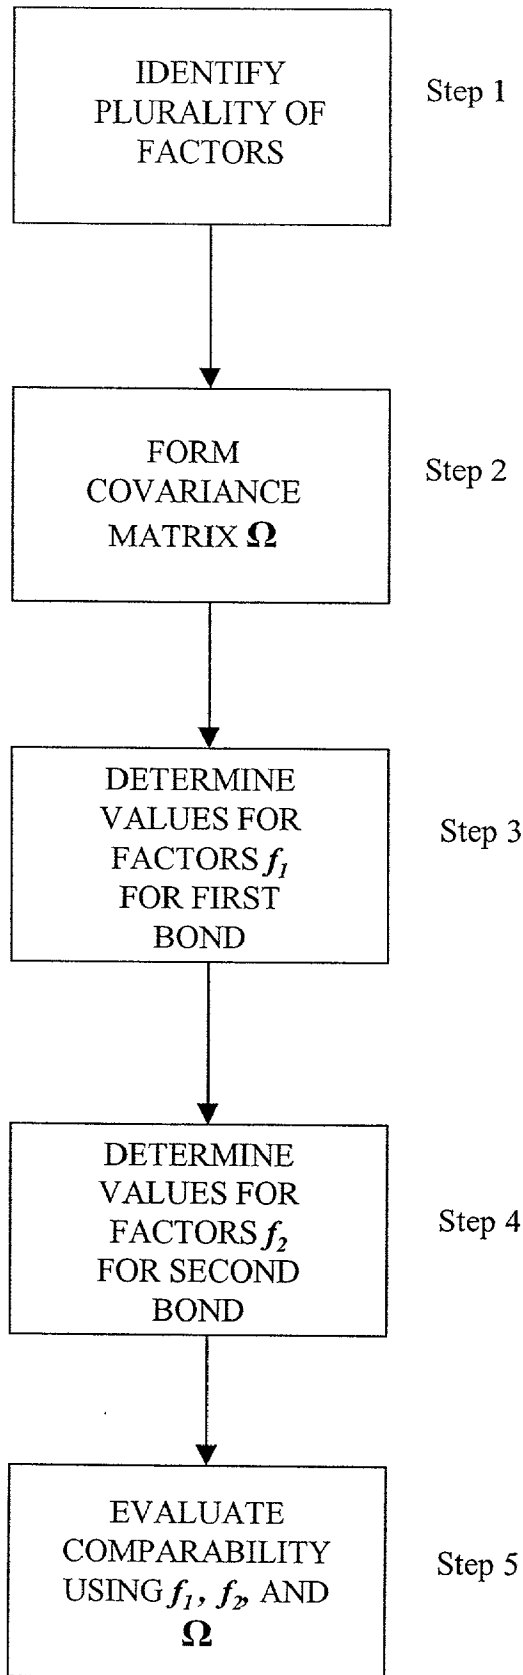 IDENTIFY
PLURALITY OF
FACTORS
Step 1
FORM
COVARIANCE
MATRIX Ω
Step 2
DETERMINE
VALUES FOR
FACTORS f₁
FOR FIRST
BOND
Step 3
DETERMINE
VALUES FOR
FACTORS f₂
FOR SECOND
BOND
Step 4
EVALUATE
COMPARABILITY
USING f₁, f₂, AND
Ω
Step 5